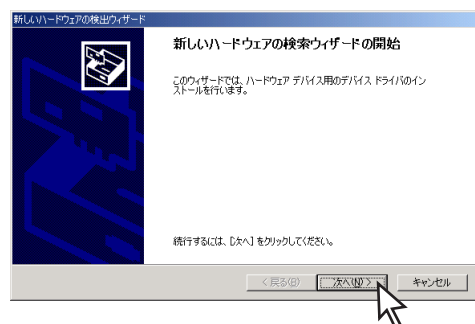 新しいハードウェアの検出ウィザード
新しいハードウェアの検索ウィザードの開始
このウィザードでは、ハードウェア デバイス用のデバイス ドライバのイン
ストールを行います。
続行するには、[次へ] をクリックしてください。
< 戻る(B)
次へ(N) >
キャンセル